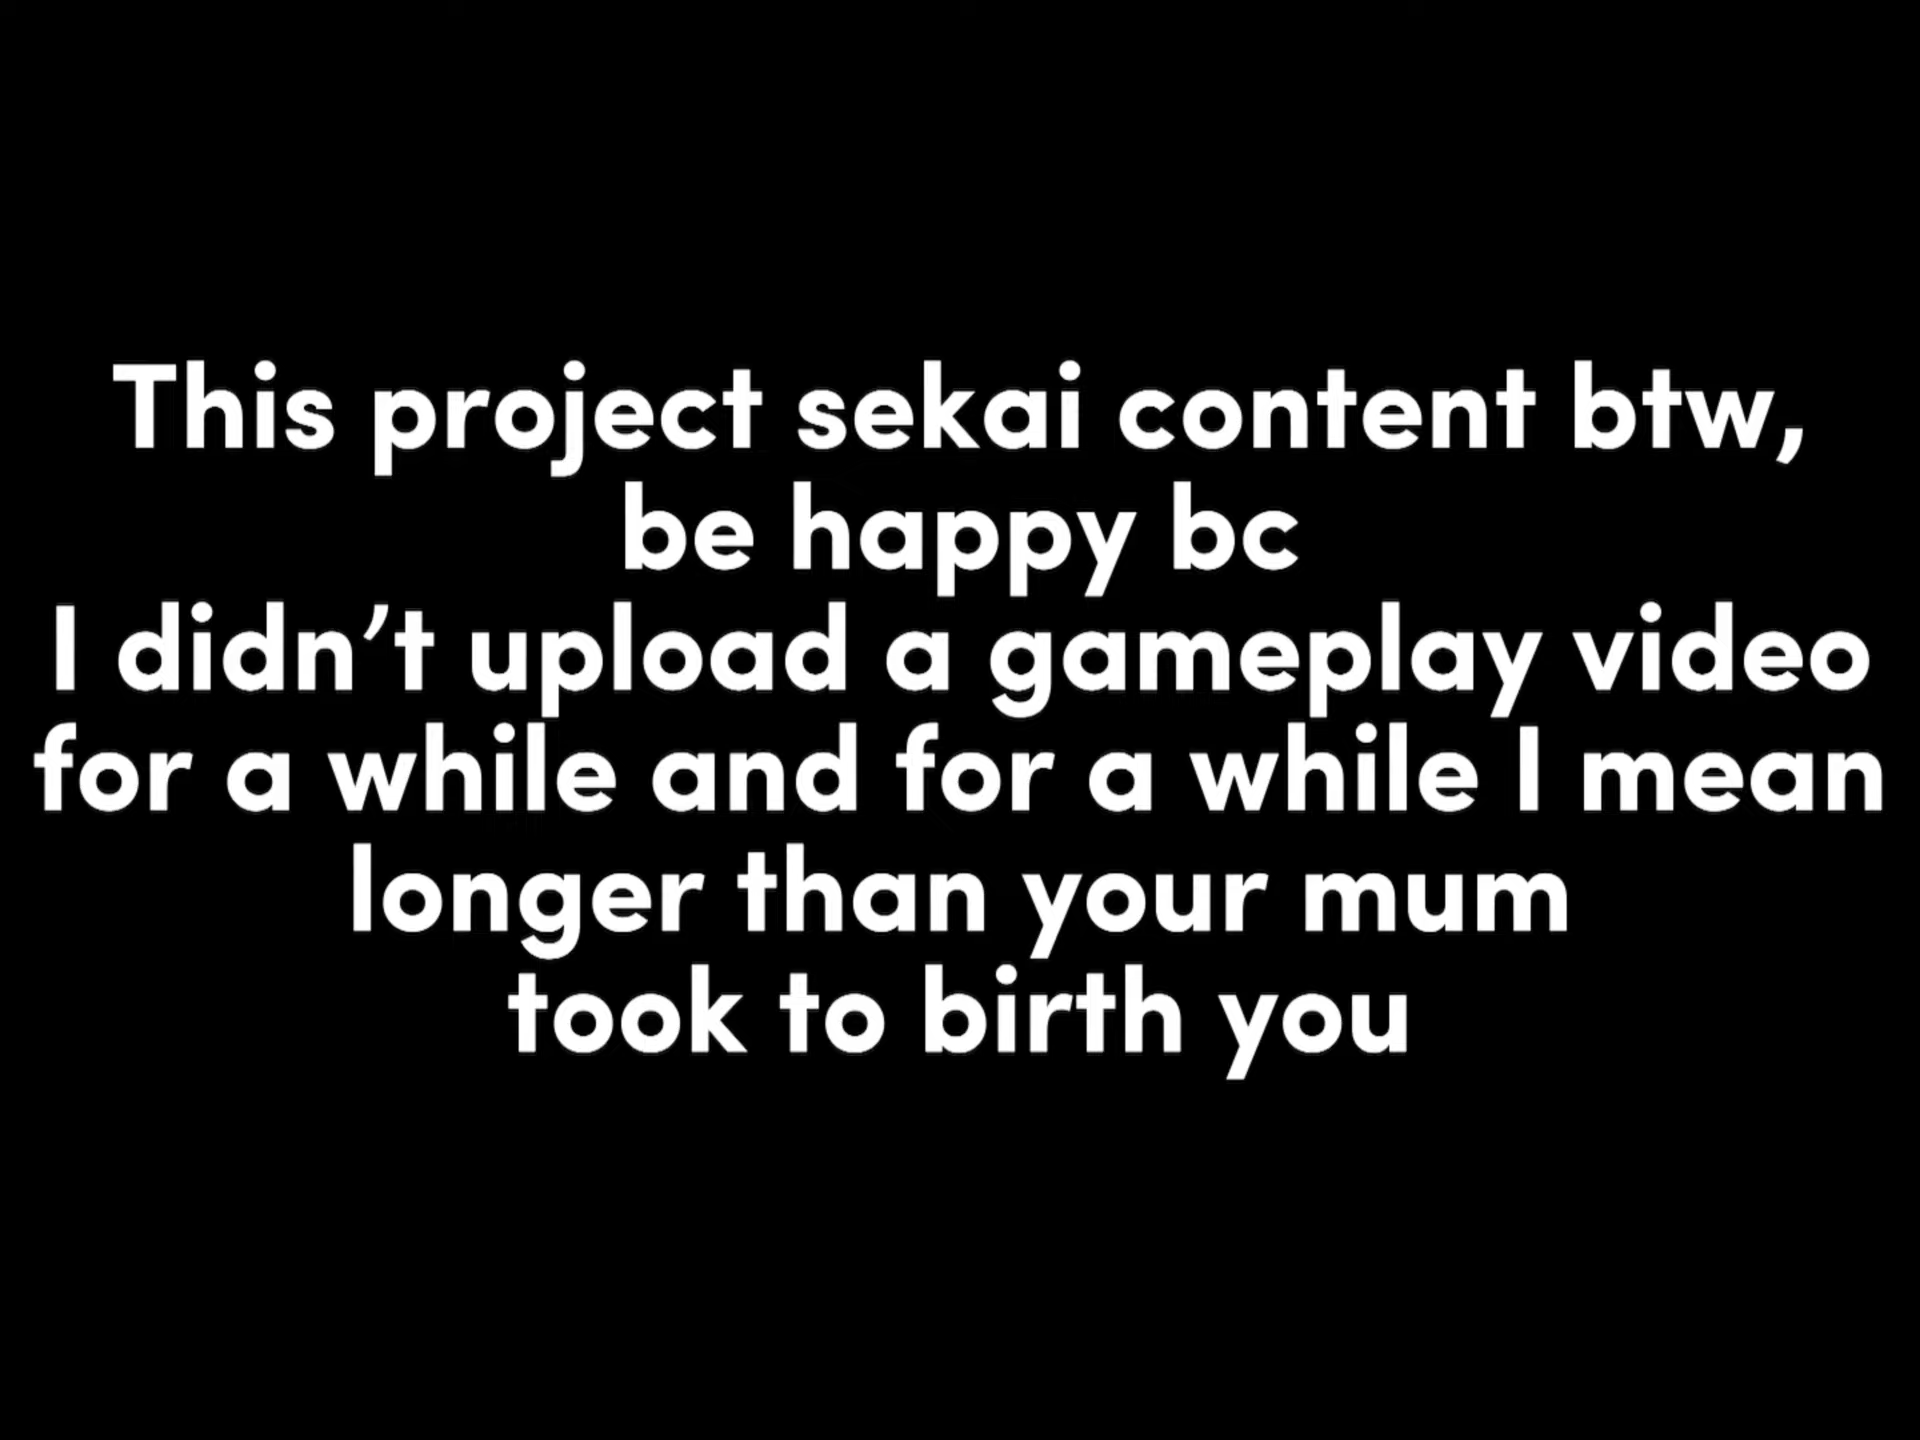 This project sekai content btw,
be happy bc
I didn’t upload a gameplay video
for a while and for a while I mean
longer than your mum
took to birth you